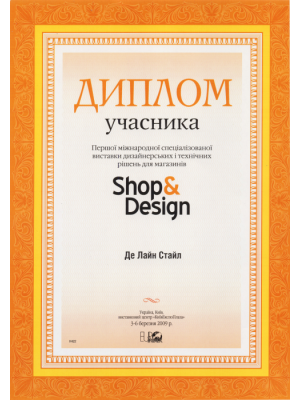 ДИПЛОМ
учасника
Першої міжнародної спеціалізованої
виставки дизайнерських і технічних
рішень для магазинів
Shop&
Design
Де Лайн Стайл
Україна, Київ,
виставковий центр «КиївЕкспоПлаза»
3-6 березня 2009 р.